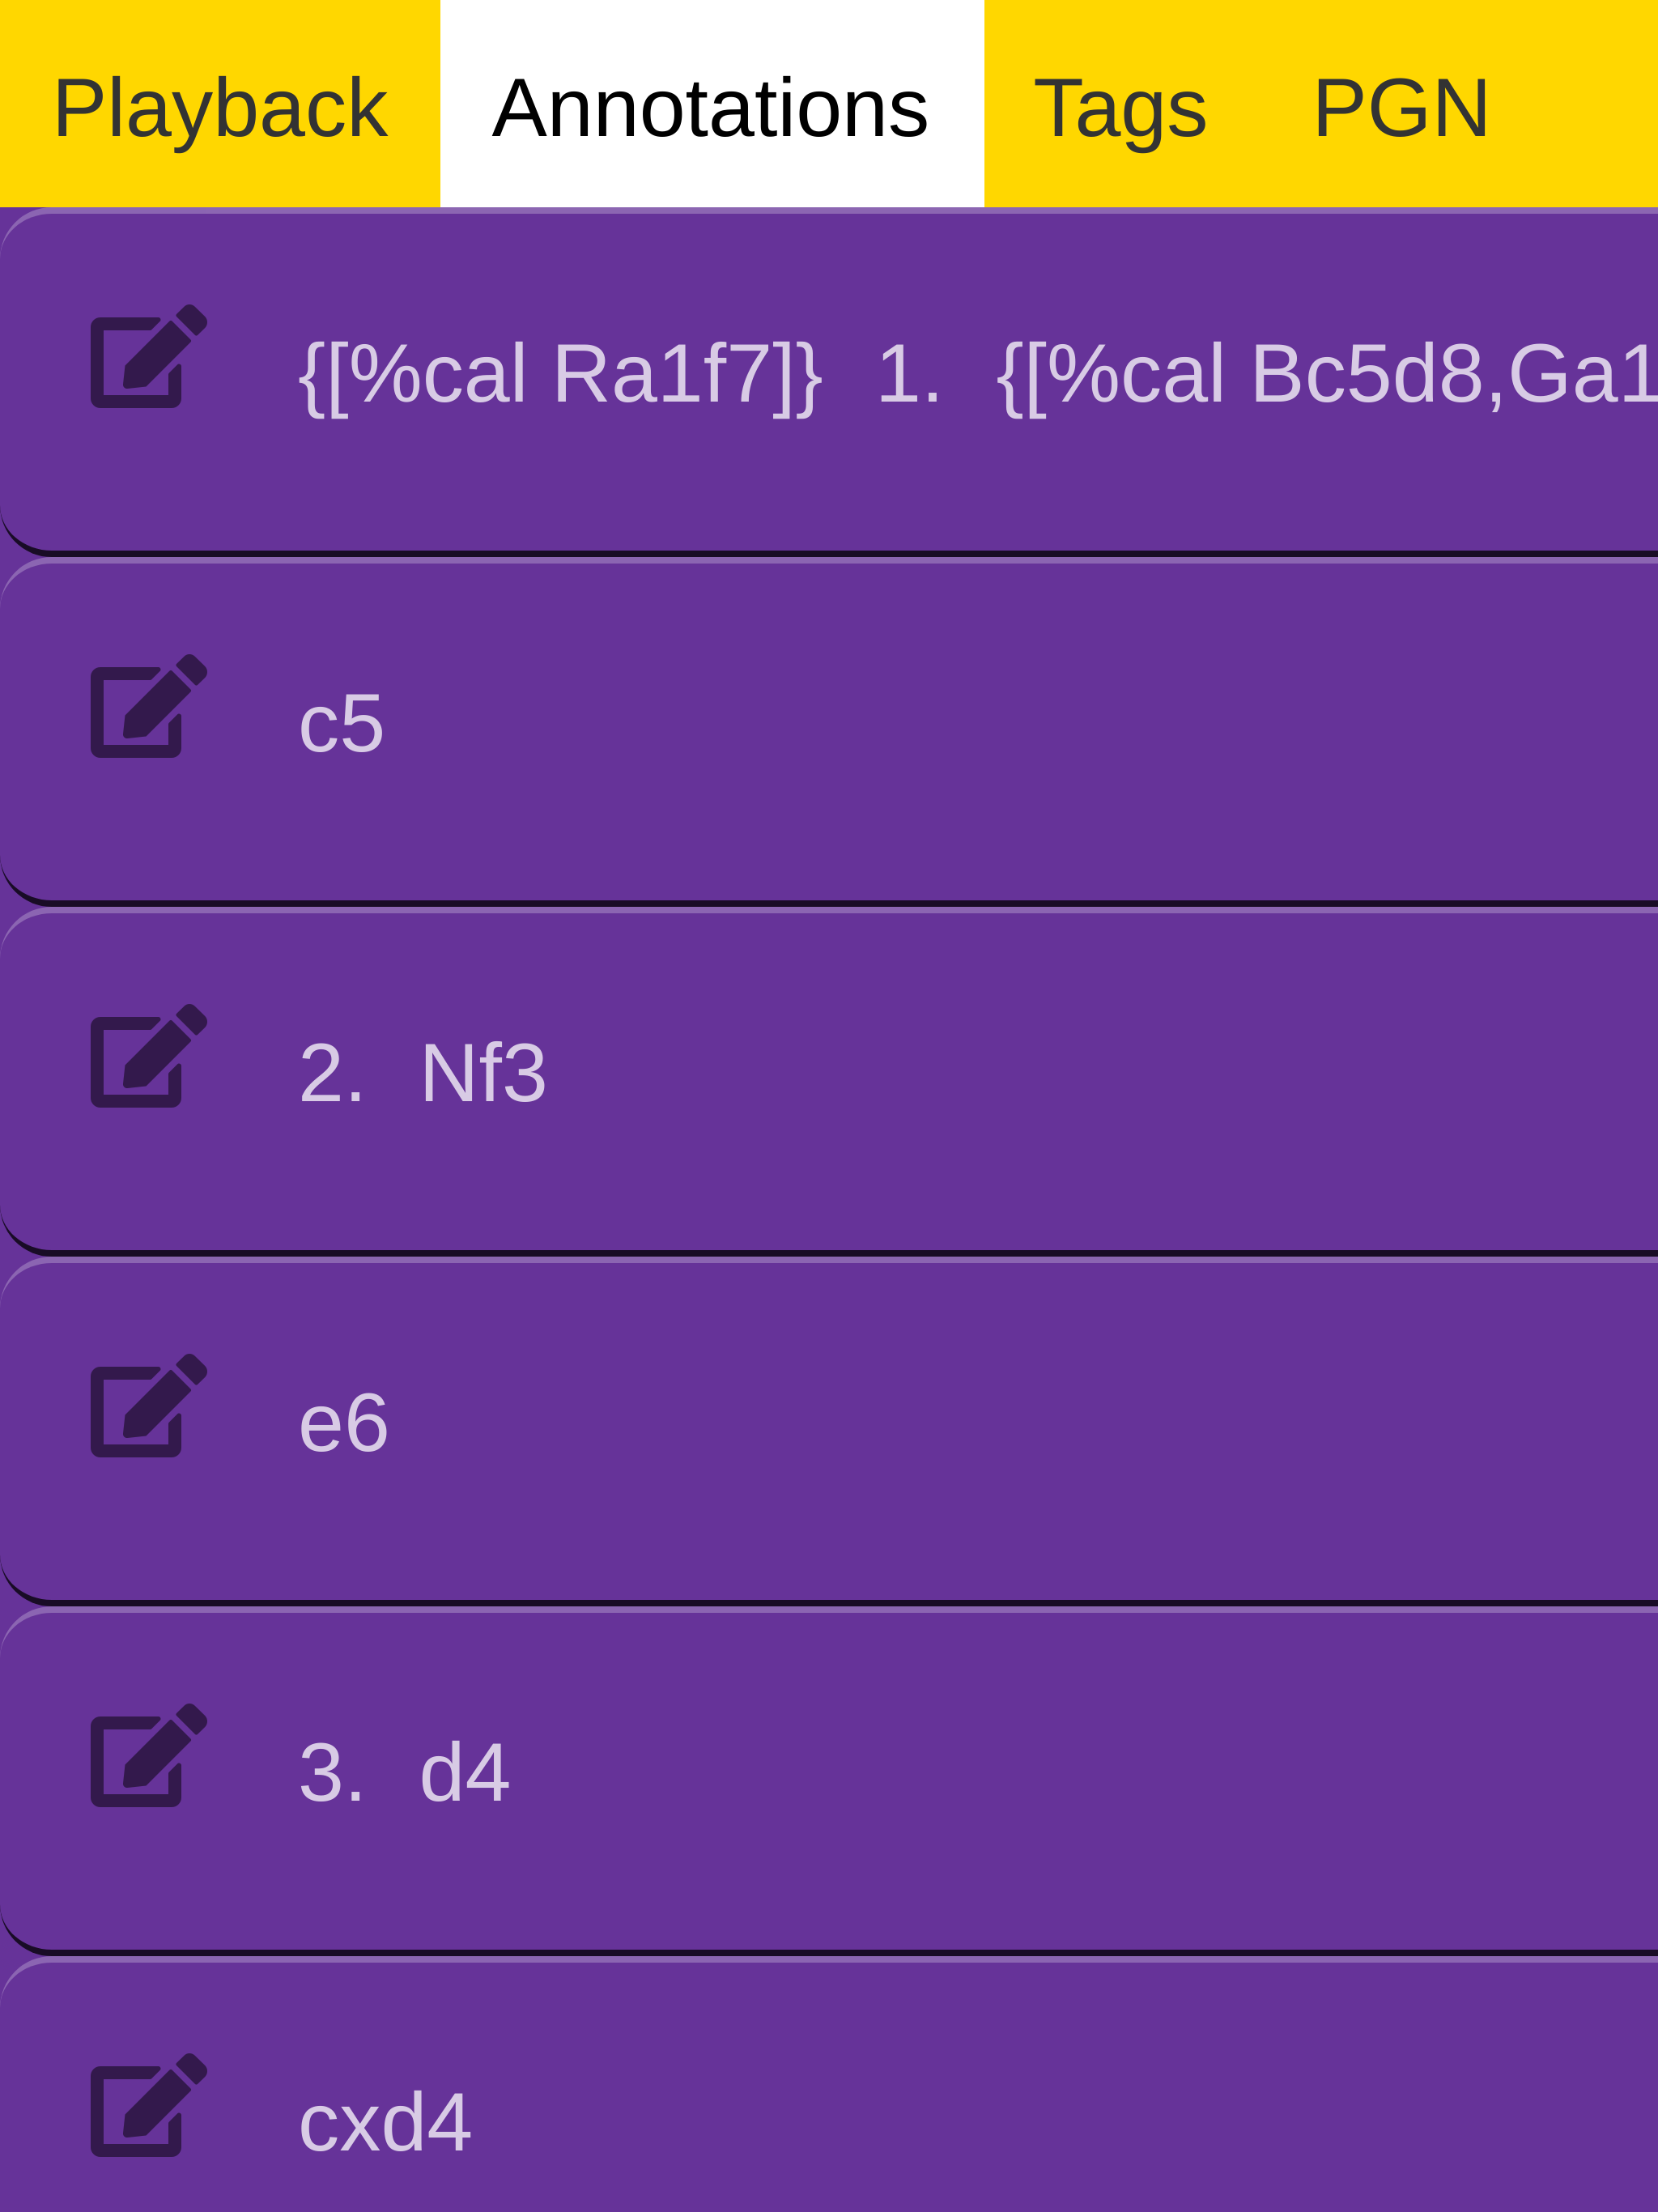 Playback Annotations Tags PGN
{[%cal Ra1f7]} 1. {[%cal Bc5d8,Ga1
c5
2. Nf3
e6
3. d4
cxd4